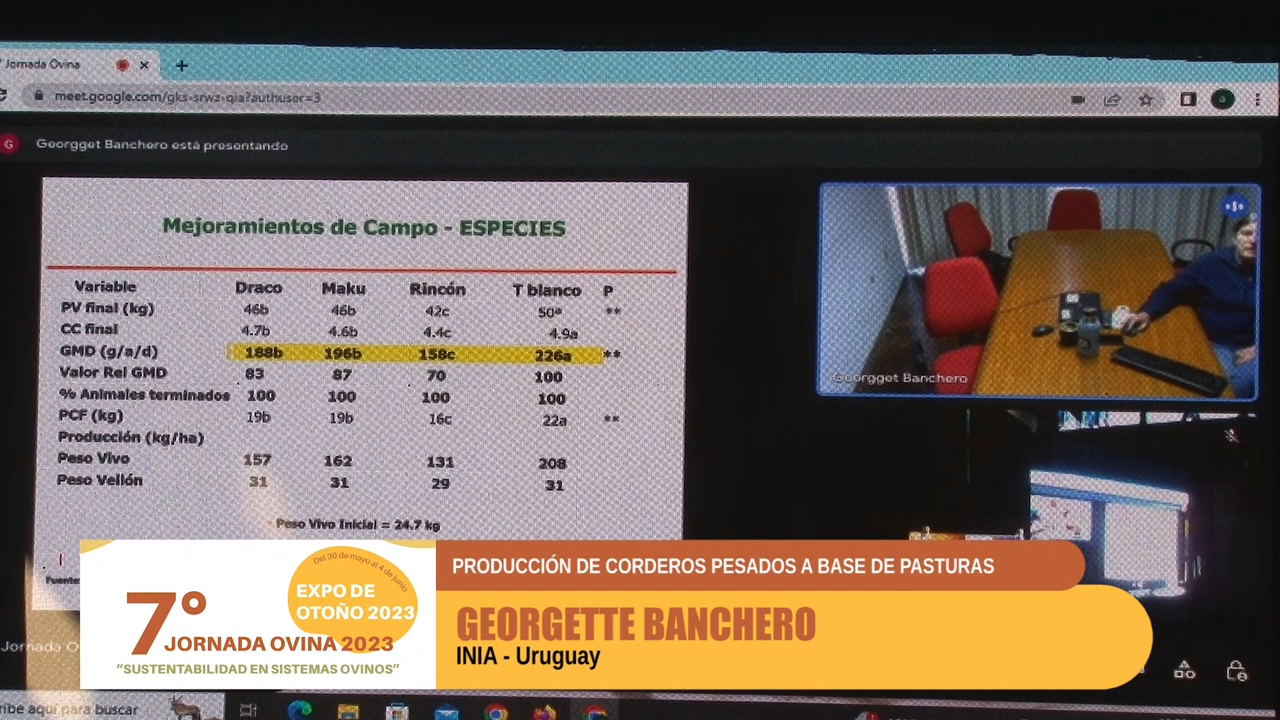 Jornada Ovina
meet.google.com/gks-srwz-qia?authuser=3
G Georgget Banchero está presentando
Mejoramientos de Campo - ESPECIES
Variable Draco Maku Rincón T blanco P
PV final (kg) 46b 46b 42c 50a **
CC final 4.7b 4.6b 4.4c 4.9a
GMD (g/a/d) 188b 196b 158c 226a **
Valor Rel GMD 83 87 70 100
% Animales terminados 100 100 100 100
PCF (kg) 19b 19b 16c 22a **
Producción (kg/ha)
Peso Vivo 157 162 131 208
Peso Vellón 31 31 29 31
Peso Vivo Inicial = 24.7 kg
Fuente
Georgget Banchero
Del 30 de mayo al 4 de junio
EXPO DE
OTOÑO 2023
7°
JORNADA OVINA 2023
“SUSTENTABILIDAD EN SISTEMAS OVINOS”
PRODUCCIÓN DE CORDEROS PESADOS A BASE DE PASTURAS
GEORGETTE BANCHERO
INIA - Uruguay
Jornada O
ribe aquí para buscar